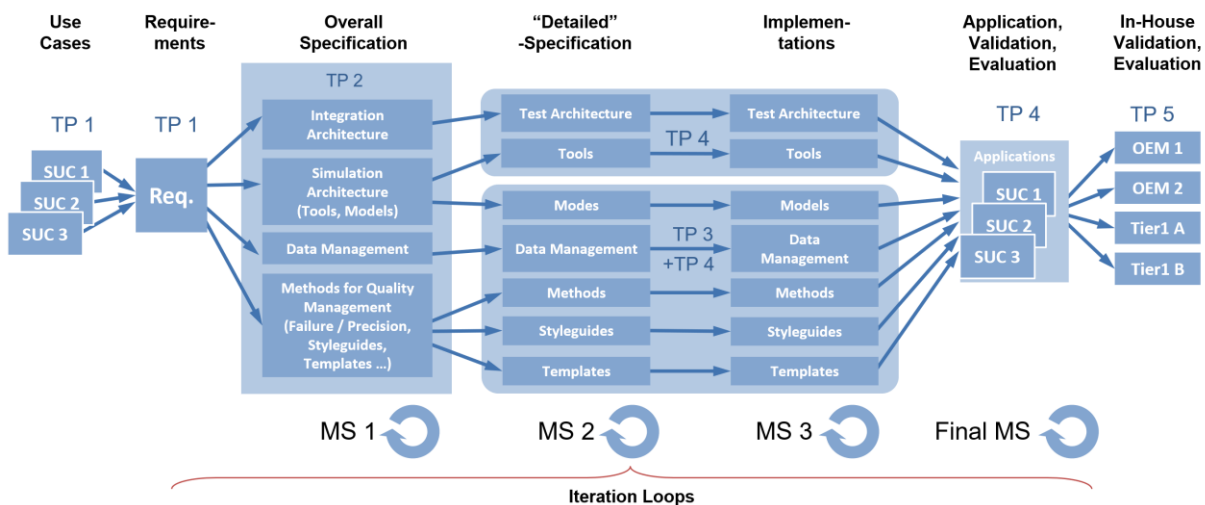 Use
Cases
Require-
ments
Overall
Specification
“Detailed”
-Specification
Implemen-
tations
Application,
Validation,
Evaluation
In-House
Validation,
Evaluation
TP 1
SUC 1
SUC 2
SUC 3
TP 1
Req.
TP 2
Integration
Architecture
Simulation
Architecture
(Tools, Models)
Data Management
Methods for Quality
Management
(Failure / Precision,
Styleguides,
Templates ...)
Test Architecture
Tools
TP 4
Test Architecture
Tools
Modes
Data Management
Methods
Styleguides
Templates
TP 3
+TP 4
Models
Data
Management
Methods
Styleguides
Templates
TP 4
Applications
SUC 1
SUC 2
SUC 3
TP 5
OEM 1
OEM 2
Tier1 A
Tier1 B
MS 1
MS 2
MS 3
Final MS
Iteration Loops